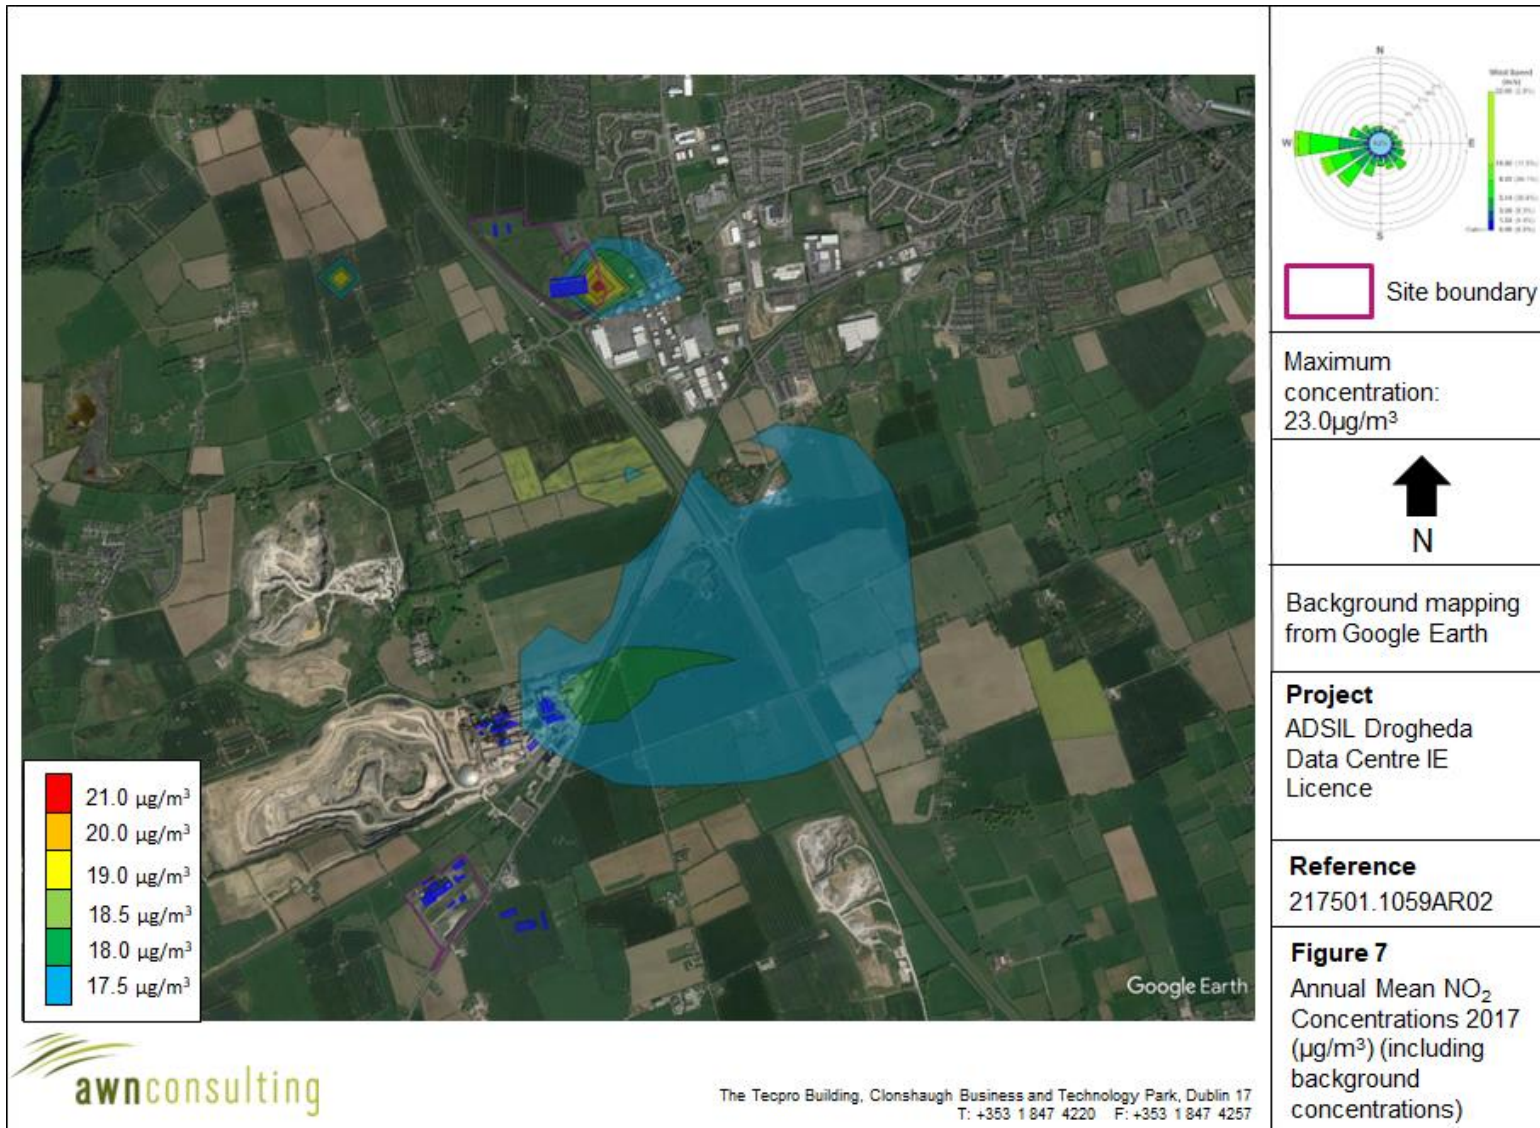 N
W
E
S
Site boundary
Maximum
concentration:
23.0µg/m³
N
Background mapping
from Google Earth
Project
ADSIL Drogheda
Data Centre IE
Licence
Reference
217501.1059AR02
Figure 7
Annual Mean NO₂
Concentrations 2017
(µg/m³) (including
background
concentrations)
21.0 µg/m³
20.0 µg/m³
19.0 µg/m³
18.5 µg/m³
18.0 µg/m³
17.5 µg/m³
Google Earth
awnconsulting
The Tecpro Building, Clonshaugh Business and Technology Park, Dublin 17
T: +353 1 847 4220 F: +353 1 847 4257